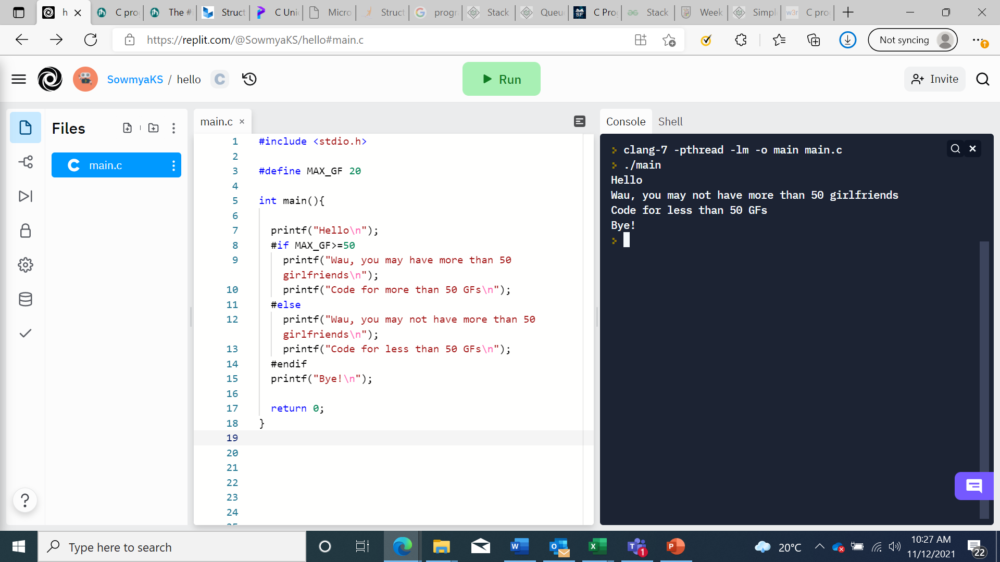 h
C pro
The #
Struct
C Uni
Micro
Struct
progr
Stack
Queu
C Pro
Stack
Week
Simpl
w3r C pro
https://replit.com/@SowmyaKS/hello#main.c
Not syncing
SowmyaKS / hello
C
Run
Invite
Files
main.c
main.c ×
1 #include <stdio.h>
2
3 #define MAX_GF 20
4
5 int main(){
6
7 printf("Hello\n");
8 #if MAX_GF>=50
9 printf("Wau, you may have more than 50
girlfriends\n");
10 printf("Code for more than 50 GFs\n");
11 #else
12 printf("Wau, you may not have more than 50
girlfriends\n");
13 printf("Code for less than 50 GFs\n");
14 #endif
15 printf("Bye!\n");
16
17 return 0;
18 }
19
20
21
22
23
24
Console Shell
clang-7 -pthread -lm -o main main.c
./main
Hello
Wau, you may not have more than 50 girlfriends
Code for less than 50 GFs
Bye!
?
Type here to search
1
20°C
10:27 AM
11/12/2021
22